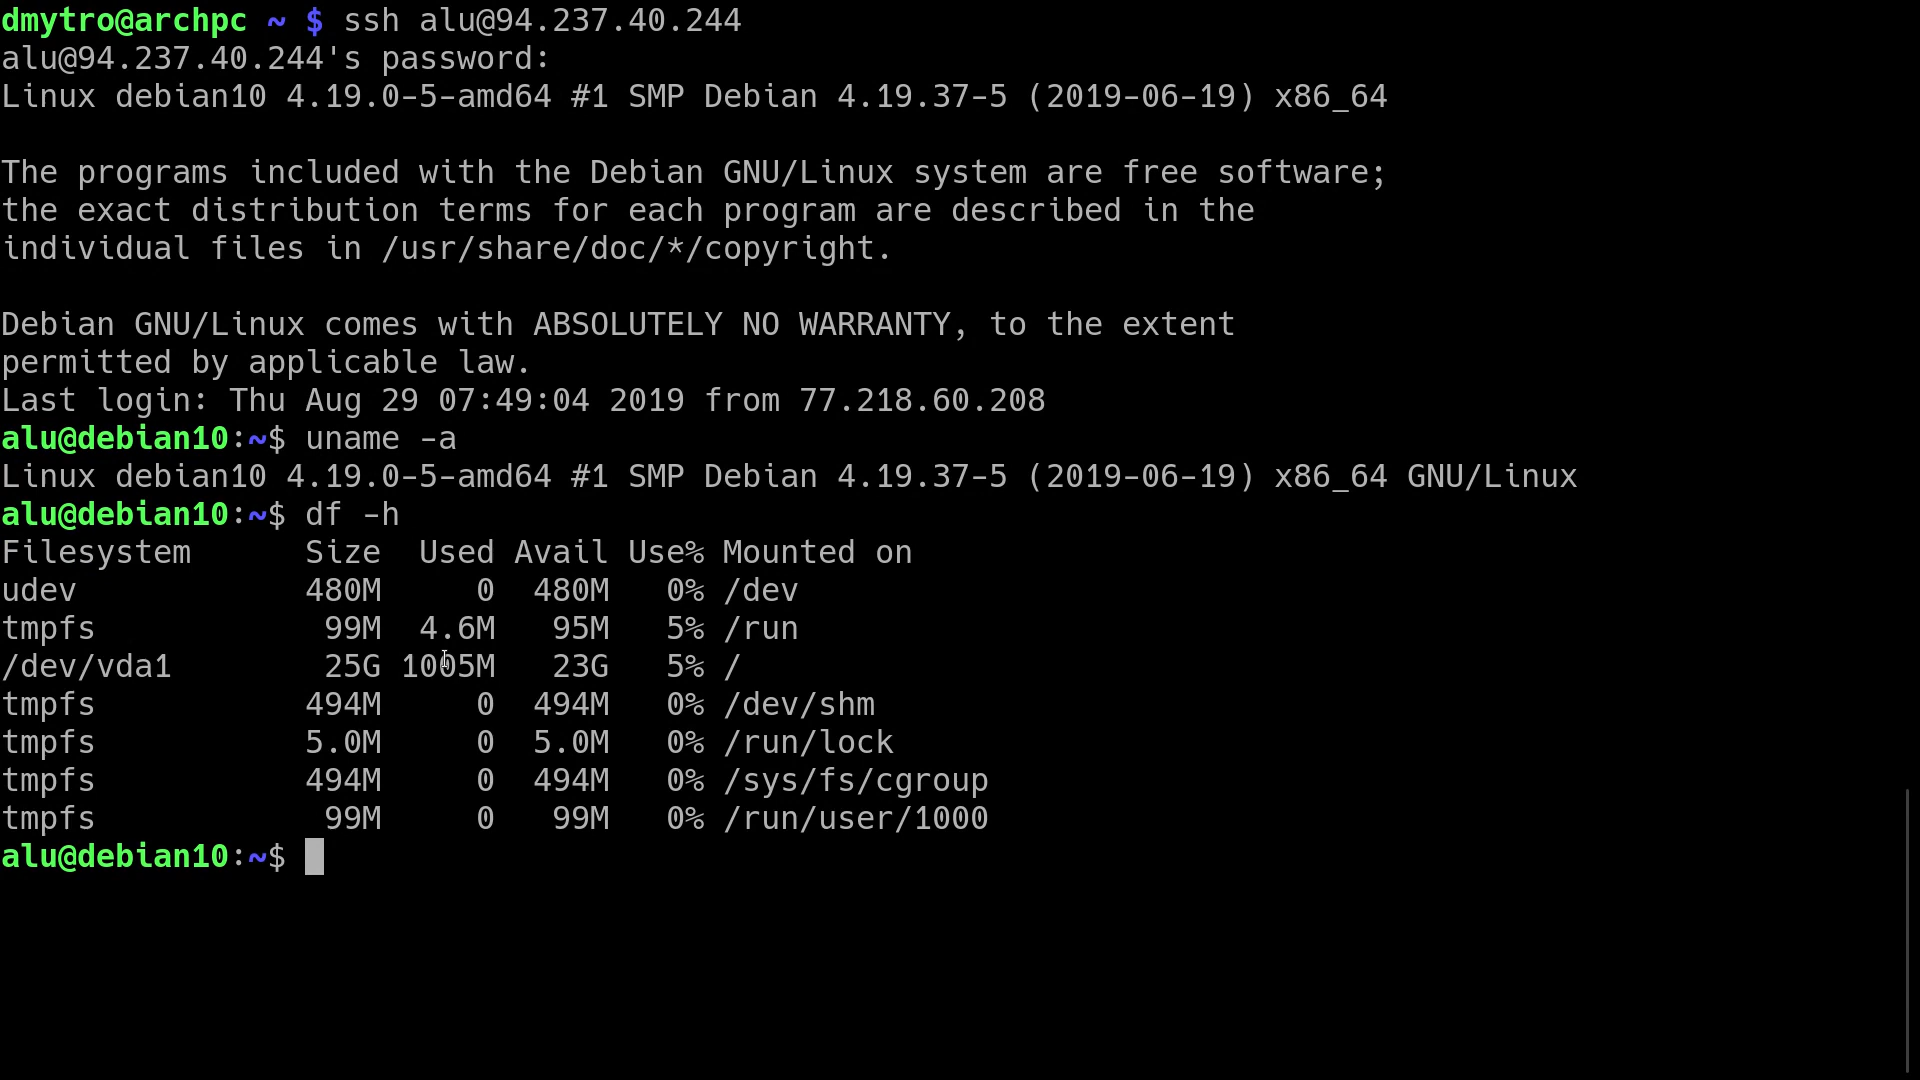 dmytro@archpc ~ $ ssh alu@94.237.40.244
alu@94.237.40.244's password:
Linux debian10 4.19.0-5-amd64 #1 SMP Debian 4.19.37-5 (2019-06-19) x86_64
The programs included with the Debian GNU/Linux system are free software;
the exact distribution terms for each program are described in the
individual files in /usr/share/doc/*/copyright.
Debian GNU/Linux comes with ABSOLUTELY NO WARRANTY, to the extent
permitted by applicable law.
Last login: Thu Aug 29 07:49:04 2019 from 77.218.60.208
alu@debian10:~$ uname -a
Linux debian10 4.19.0-5-amd64 #1 SMP Debian 4.19.37-5 (2019-06-19) x86_64 GNU/Linux
alu@debian10:~$ df -h
Filesystem      Size  Used Avail Use% Mounted on
udev            480M     0  480M   0% /dev
tmpfs            99M  4.6M   95M   5% /run
/dev/vda1        25G 1005M   23G   5% /
tmpfs           494M     0  494M   0% /dev/shm
tmpfs           5.0M     0  5.0M   0% /run/lock
tmpfs           494M     0  494M   0% /sys/fs/cgroup
tmpfs            99M     0   99M   0% /run/user/1000
alu@debian10:~$